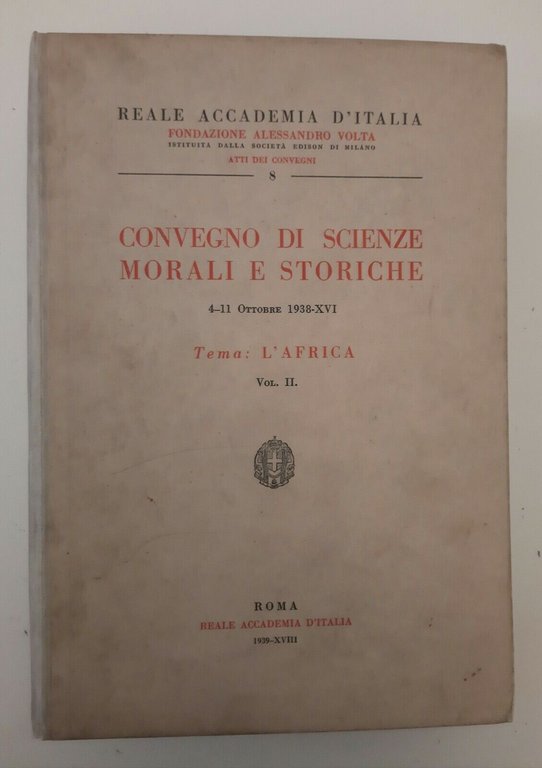 REALE ACCADEMIA D'ITALIA
FONDAZIONE ALESSANDRO VOLTA
ISTITUITA DALLA SOCIETÀ EDISON DI MILANO
ATTI DEI CONVEGNI
8
CONVEGNO DI SCIENZE
MORALI E STORICHE
4-11 OTTOBRE 1938-XVI
Tema: L'AFRICA
VOL. II.
ROMA
REALE ACCADEMIA D'ITALIA
1939-XVIII